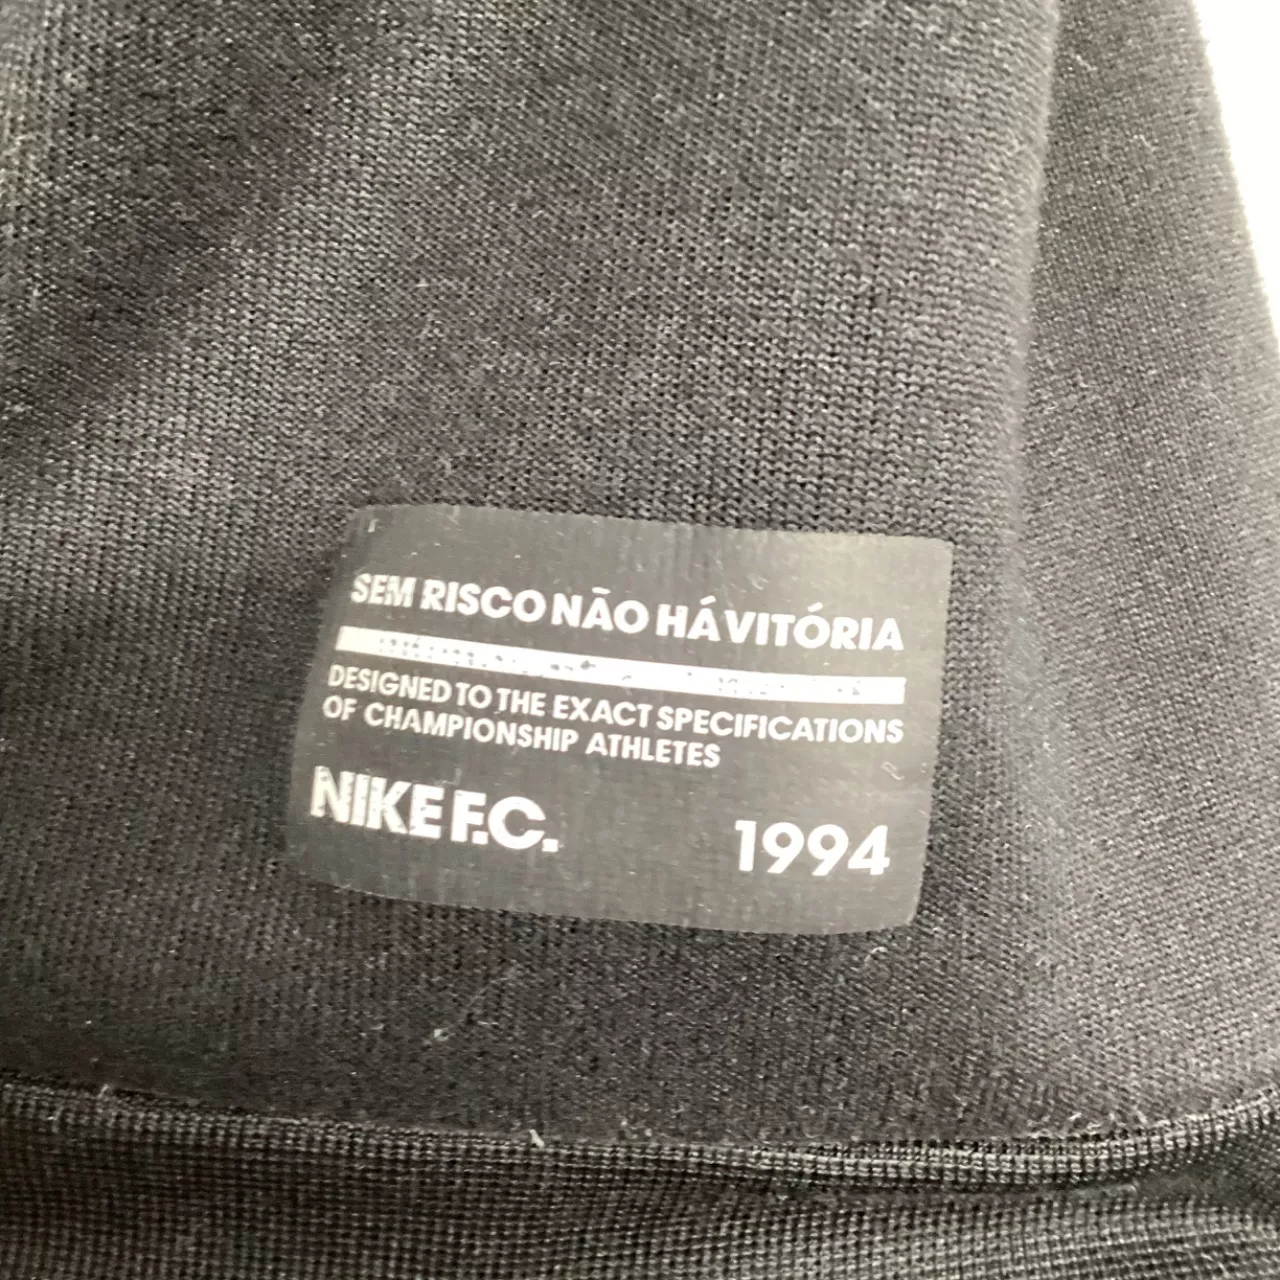 SEM RISCO NÃO HÁ VITÓRIA
DESIGNED TO THE EXACT SPECIFICATIONS
OF CHAMPIONSHIP ATHLETES
NIKE F.C.
1994